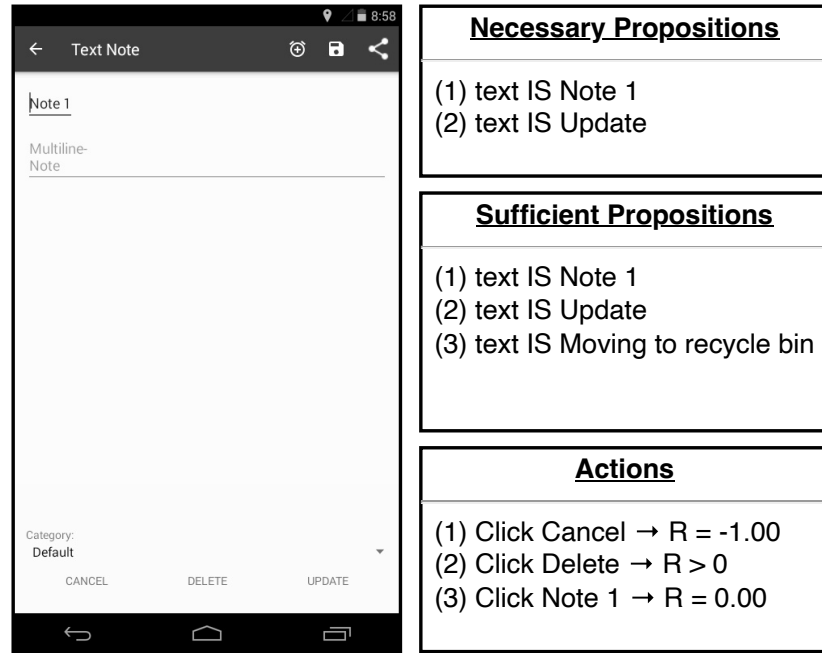 8:58
Text Note
Note 1
Multiline-
Note
Category:
Default
CANCEL DELETE UPDATE
Necessary Propositions
(1) text IS Note 1
(2) text IS Update
Sufficient Propositions
(1) text IS Note 1
(2) text IS Update
(3) text IS Moving to recycle bin
Actions
(1) Click Cancel → R = -1.00
(2) Click Delete → R > 0
(3) Click Note 1 → R = 0.00